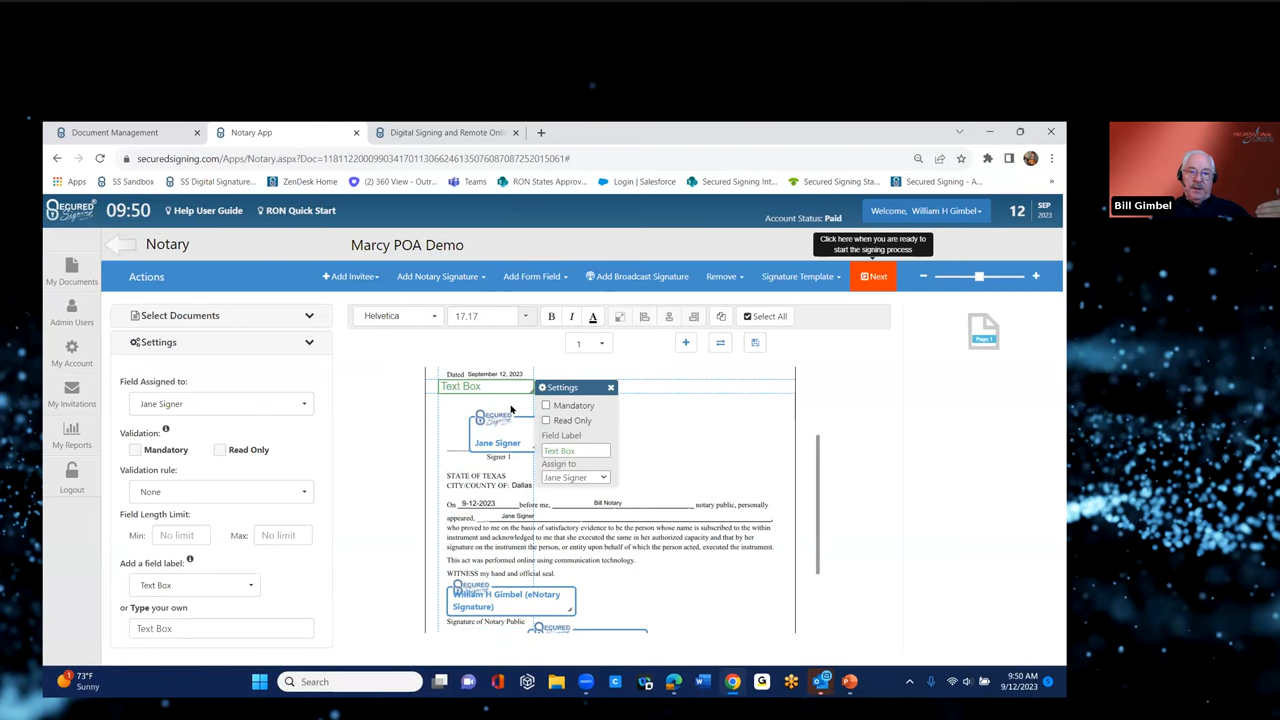 Document Management
Notary App
Digital Signing and Remote Onli
securedsigning.com/Apps/Notary.aspx?Doc=118112200099034170113066246135076087087252015061#
Apps
SS Sandbox
SS Digital Signature...
ZenDesk Home
(2) 360 View - Outr...
Teams
RON States Approv...
Login | Salesforce
Secured Signing Int...
Secured Signing Sta...
Secured Signing - A...
SECURED Signing
09:50
Help User Guide
RON Quick Start
Account Status: Paid
Welcome, William H Gimbel
12
SEP
2023
Bill Gimbel
Notary
Marcy POA Demo
Click here when you are ready to
start the signing process
Actions
Add Invitee
Add Notary Signature
Add Form Field
Add Broadcast Signature
Remove
Signature Template
Next
My Documents
Admin Users
My Account
My Invitations
My Reports
Logout
Select Documents
Settings
Field Assigned to:
Jane Signer
Validation:
Mandatory
Read Only
Validation rule:
None
Field Length Limit:
Min: No limit Max: No limit
Add a field label:
Text Box
or Type your own
Text Box
Helvetica
17.17
B I A
Select All
1
Page 1
Dated September 12, 2023
Text Box
Settings
Mandatory
Read Only
Field Label
Text Box
Assign to
Jane Signer
SECURED Signing
Jane Signer
Signer 1
STATE OF TEXAS
CITY/COUNTY OF: Dallas
On 9-12-2023 before me, Bill Notary notary public, personally
appeared, Jane Signer
who proved to me on the basis of satisfactory evidence to be the person whose name is subscribed to the within
instrument and acknowledged to me that she executed the same in her authorized capacity and that by her
signature on the instrument the person, or entity upon behalf of which the person acted, executed the instrument.
This act was performed online using communication technology.
WITNESS my hand and official seal.
SECURED
William H Gimbel (eNotary
Signature)
Signature of Notary Public
SECURED
73°F
Sunny
Search
9:50 AM
9/12/2023